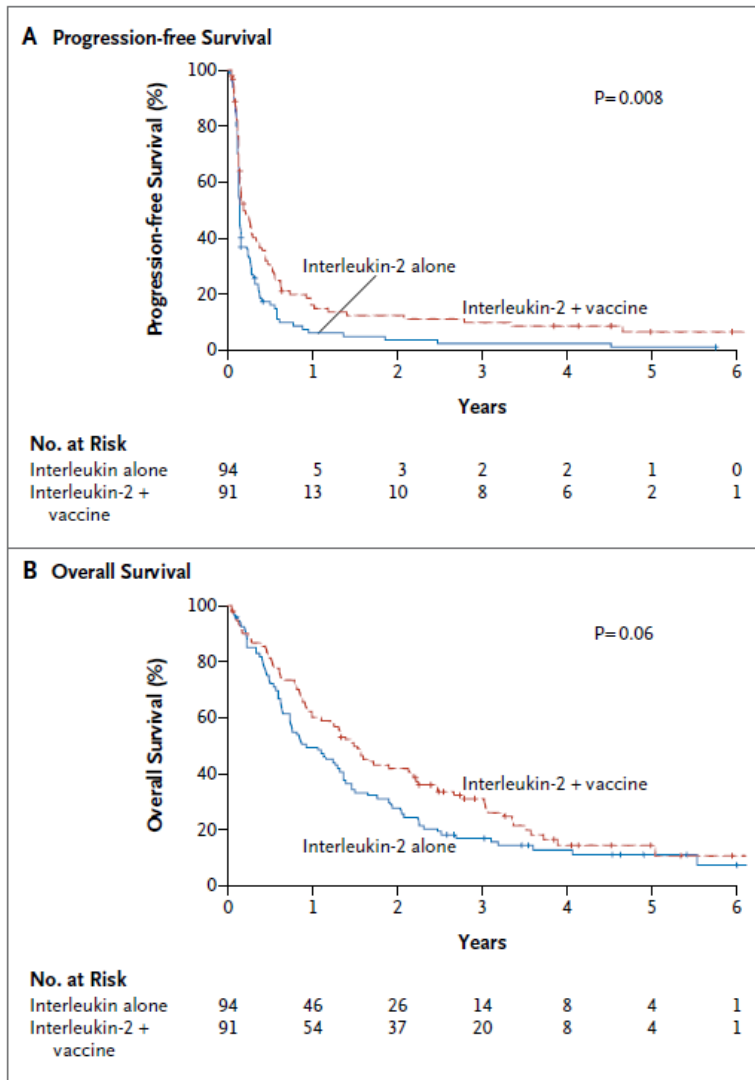 A Progression-free Survival
100
80
60
40
20
0
Progression-free Survival (%)
P=0.008
Interleukin-2 alone
Interleukin-2 + vaccine
0 1 2 3 4 5 6
Years
No. at Risk
Interleukin alone 94 5 3 2 2 1 0
Interleukin-2 + 91 13 10 8 6 2 1
vaccine
B Overall Survival
100
80
60
40
20
0
Overall Survival (%)
P=0.06
Interleukin-2 + vaccine
Interleukin-2 alone
0 1 2 3 4 5 6
Years
No. at Risk
Interleukin alone 94 46 26 14 8 4 1
Interleukin-2 + 91 54 37 20 8 4 1
vaccine